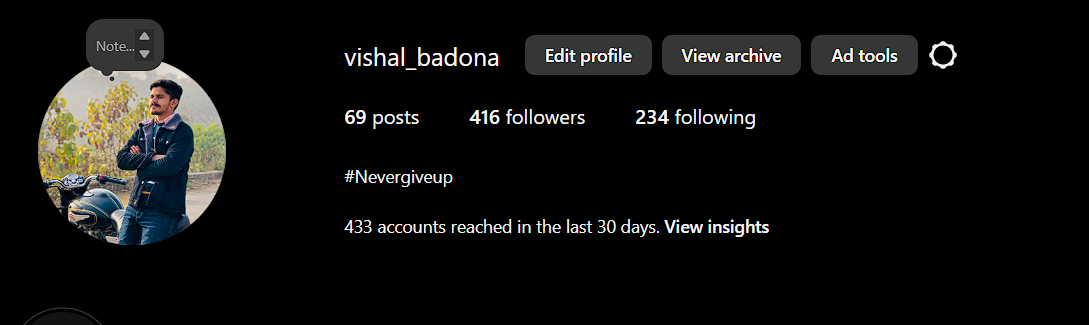 Note...
vishal_badona Edit profile View archive Ad tools
69 posts 416 followers 234 following
#Nevergiveup
433 accounts reached in the last 30 days. View insights